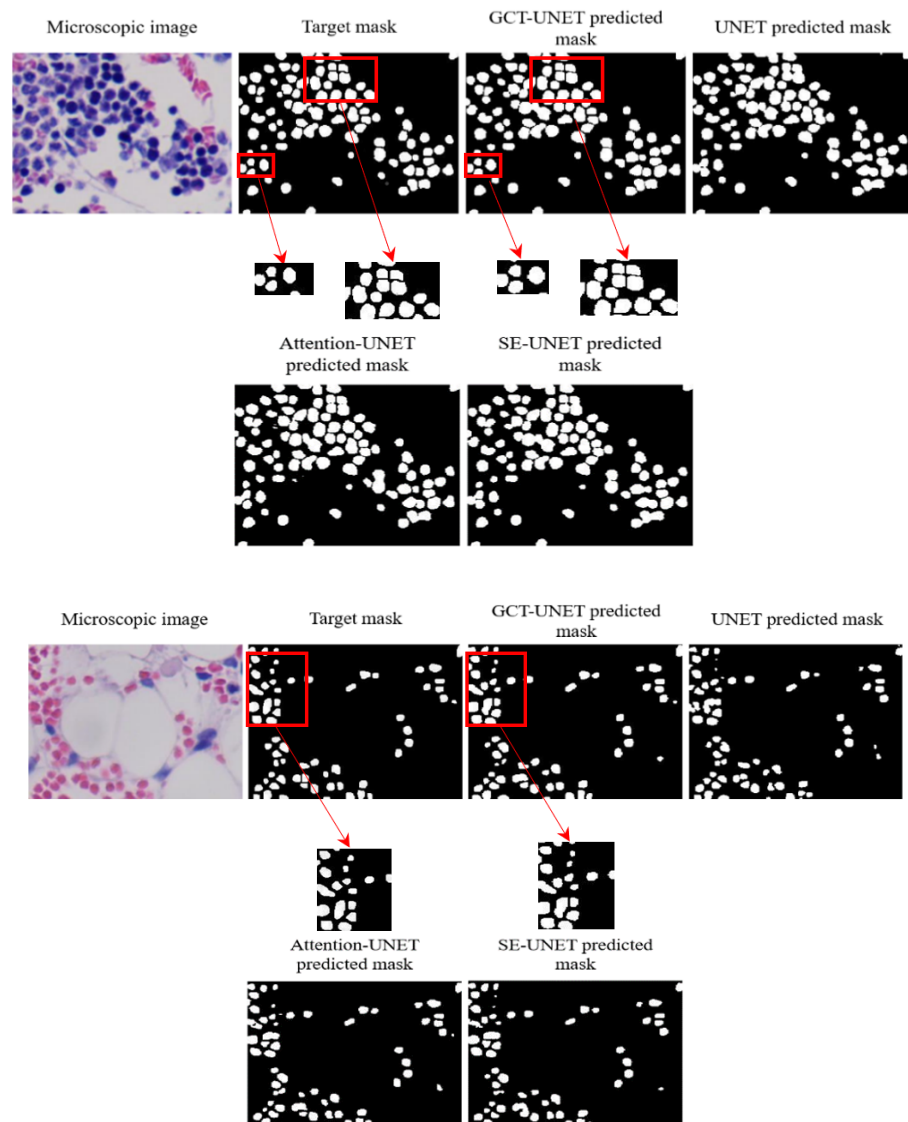 Microscopic image
Target mask
GCT-UNET predicted
mask
UNET predicted mask
Attention-UNET
predicted mask
SE-UNET predicted
mask
Microscopic image
Target mask
GCT-UNET predicted
mask
UNET predicted mask
Attention-UNET
predicted mask
SE-UNET predicted
mask